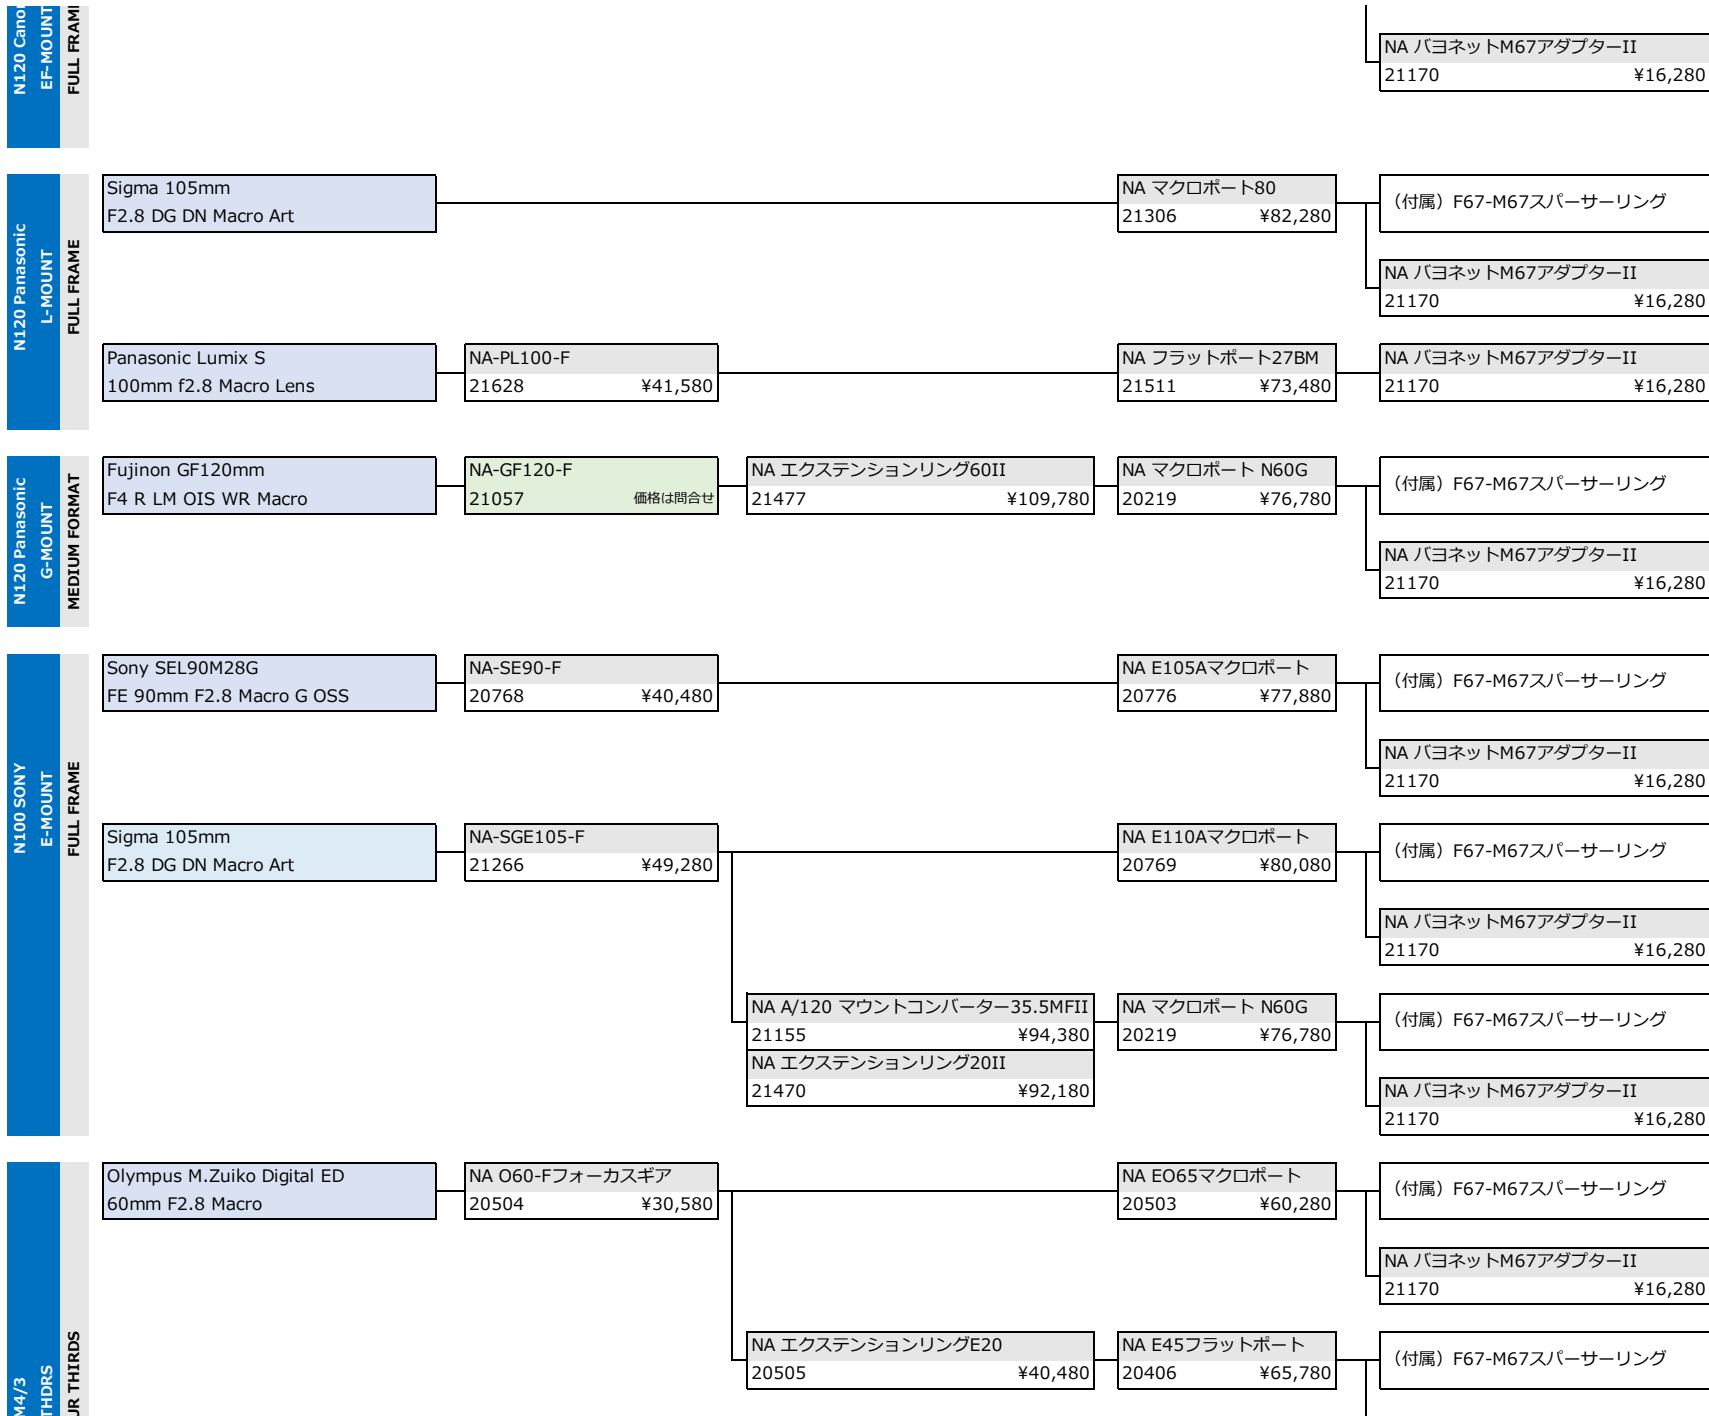 N120 Canon
EF-MOUNT
FULL FRAME
NA バヨネットM67アダプターII
21170 ¥16,280
N120 Panasonic
L-MOUNT
FULL FRAME
Sigma 105mm
F2.8 DG DN Macro Art
NA マクロポート80
21306 ¥82,280
（付属）F67-M67スパーサーリング
NA バヨネットM67アダプターII
21170 ¥16,280
Panasonic Lumix S
100mm f2.8 Macro Lens
NA-PL100-F
21628 ¥41,580
NA フラットポート27BM
21511 ¥73,480
NA バヨネットM67アダプターII
21170 ¥16,280
N120 Panasonic
G-MOUNT
MEDIUM FORMAT
Fujinon GF120mm
F4 R LM OIS WR Macro
NA-GF120-F
21057 価格は問合せ
NA エクステンションリング60II
21477 ¥109,780
NA マクロポート N60G
20219 ¥76,780
（付属）F67-M67スパーサーリング
NA バヨネットM67アダプターII
21170 ¥16,280
N100 SONY
E-MOUNT
FULL FRAME
Sony SEL90M28G
FE 90mm F2.8 Macro G OSS
NA-SE90-F
20768 ¥40,480
NA E105Aマクロポート
20776 ¥77,880
（付属）F67-M67スパーサーリング
NA バヨネットM67アダプターII
21170 ¥16,280
Sigma 105mm
F2.8 DG DN Macro Art
NA-SGE105-F
21266 ¥49,280
NA E110Aマクロポート
20769 ¥80,080
（付属）F67-M67スパーサーリング
NA バヨネットM67アダプターII
21170 ¥16,280
NA A/120 マウントコンバーター35.5MFII
21155 ¥94,380
NA エクステンションリング20II
21470 ¥92,180
NA マクロポート N60G
20219 ¥76,780
（付属）F67-M67スパーサーリング
NA バヨネットM67アダプターII
21170 ¥16,280
M4/3
THDRS
UR THIRDS
Olympus M.Zuiko Digital ED
60mm F2.8 Macro
NA O60-Fフォーカスギア
20504 ¥30,580
NA EO65マクロポート
20503 ¥60,280
（付属）F67-M67スパーサーリング
NA バヨネットM67アダプターII
21170 ¥16,280
NA エクステンションリングE20
20505 ¥40,480
NA E45フラットポート
20406 ¥65,780
（付属）F67-M67スパーサーリング